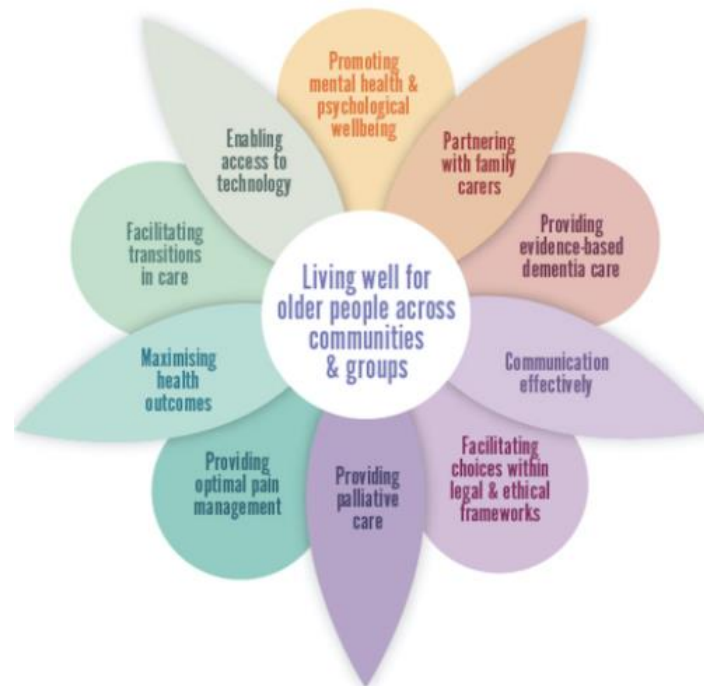 Promoting
mental health &
psychological
wellbeing
Partnering
with family
carers
Providing
evidence-based
dementia care
Communication
effectively
Facilitating
choices within
legal & ethical
frameworks
Providing
palliative
care
Providing
optimal pain
management
Maximising
health
outcomes
Facilitating
transitions
in care
Enabling
access to
technology
Living well for
older people across
communities
& groups